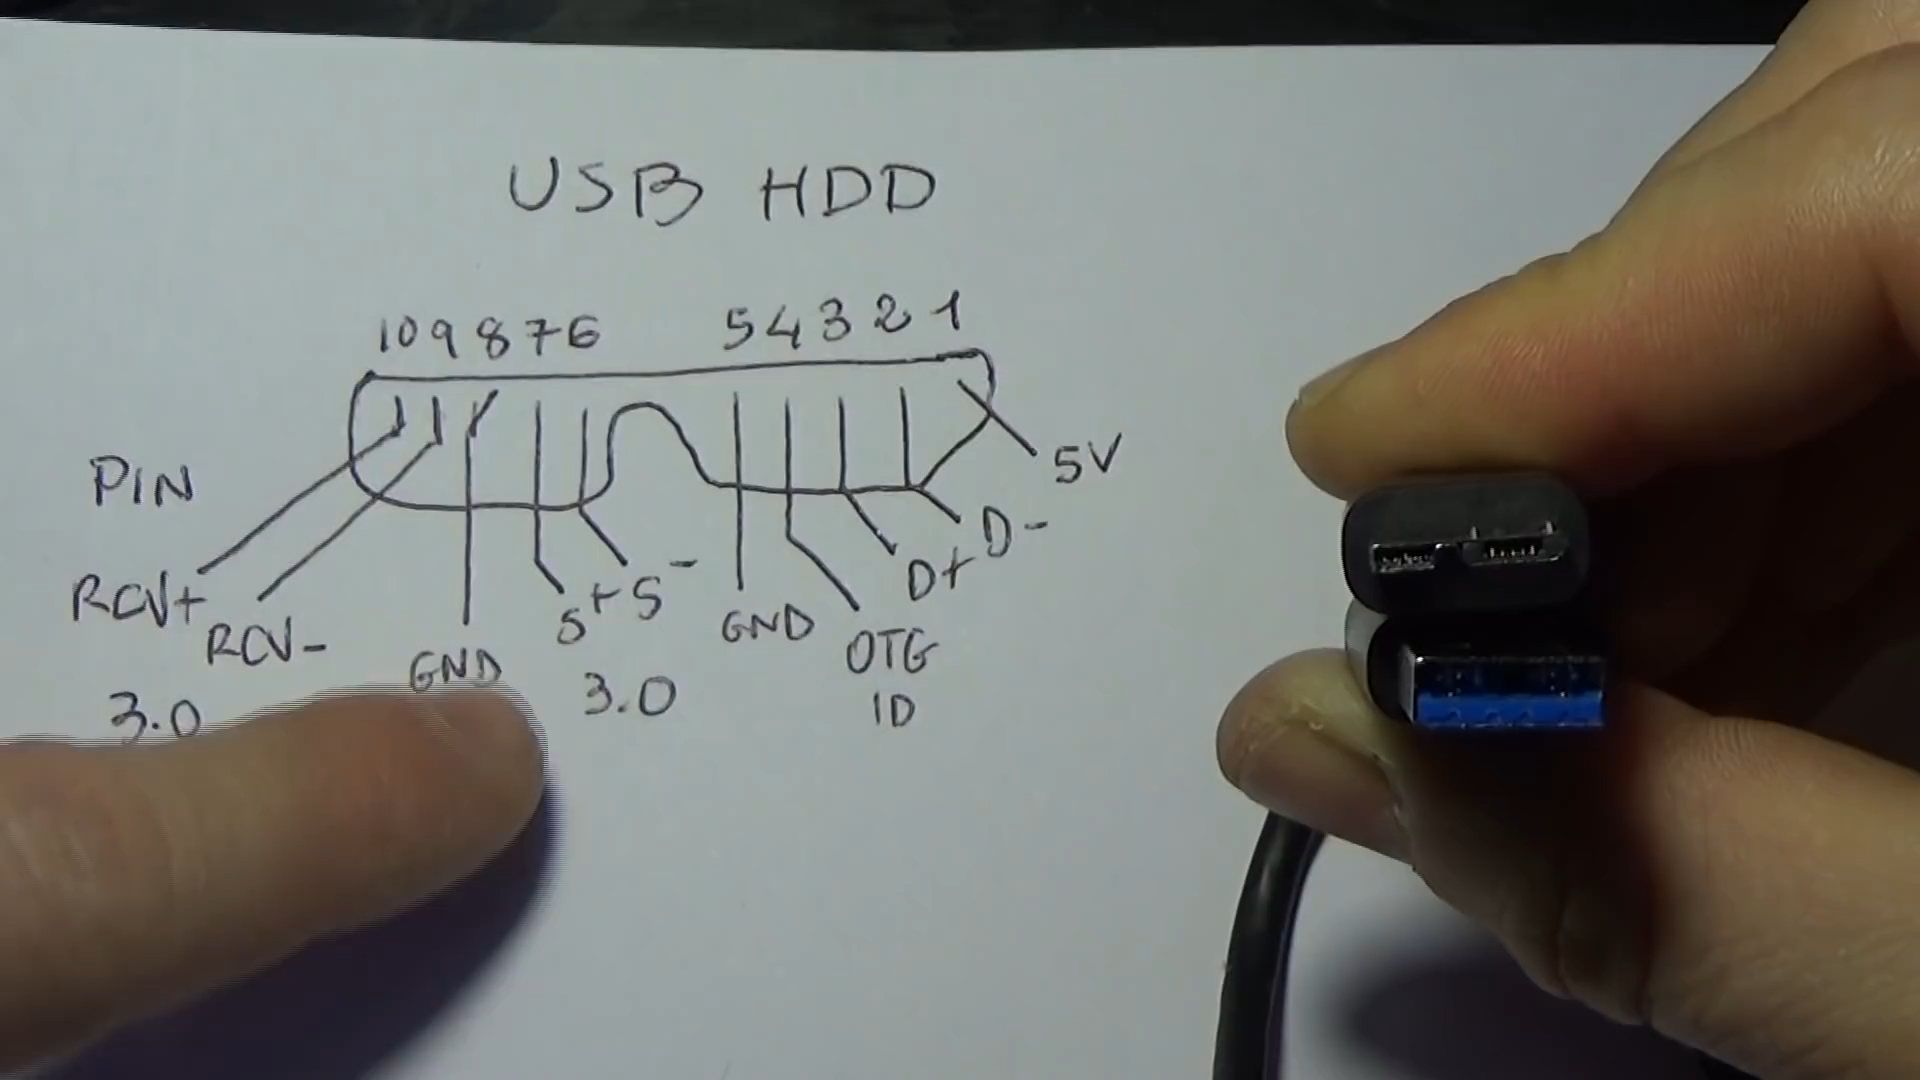 USB HDD
10 9 8 7 6 5 4 3 2 1
PIN
5V
D-
D+
RCV+
RCV-
GND
S+
S-
GND
OTG
ID
3.0
3.0